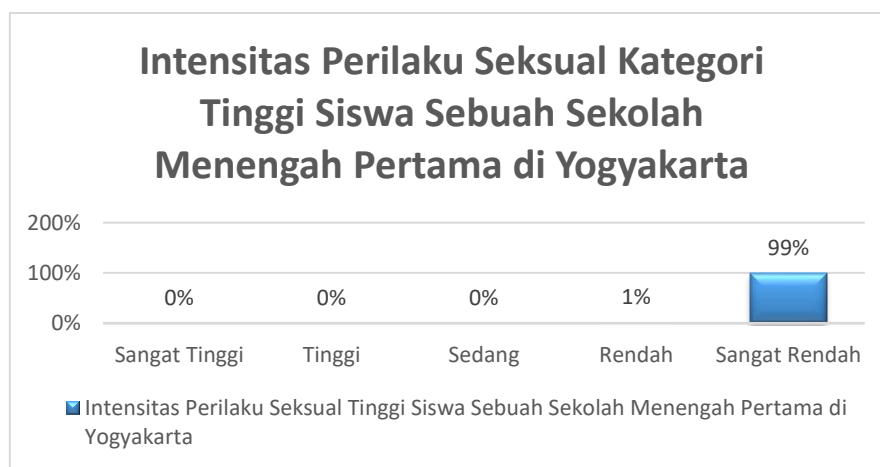 Intensitas Perilaku Seksual Kategori
Tinggi Siswa Sebuah Sekolah
Menengah Pertama di Yogyakarta
200%
100%
0%
0%
0%
0%
1%
99%
Sangat Tinggi
Tinggi
Sedang
Rendah
Sangat Rendah
Intensitas Perilaku Seksual Tinggi Siswa Sebuah Sekolah Menengah Pertama di
Yogyakarta